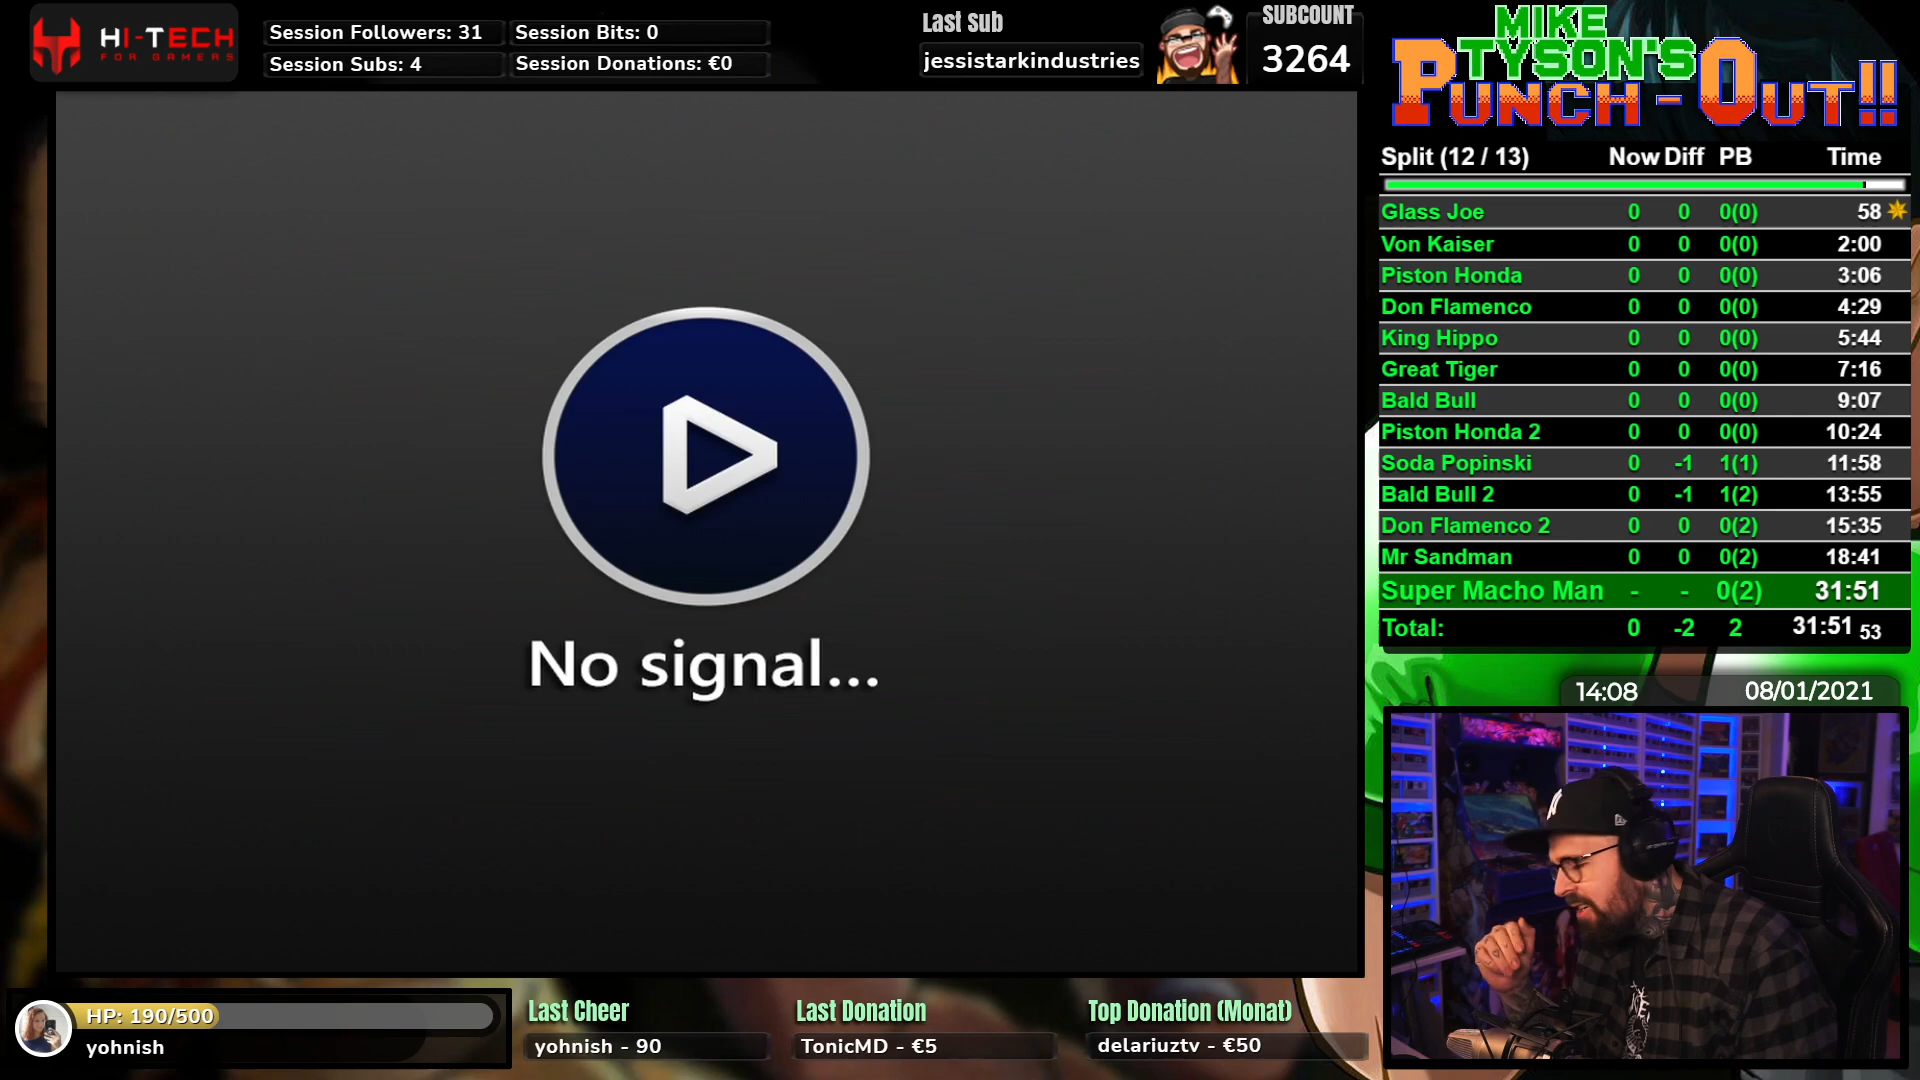 HI-TECH
FOR GAMERS
Session Followers: 31
Session Bits: 0
Session Subs: 4
Session Donations: €0
Last Sub
jessistarkindustries
SUBCOUNT
3264
MIKE
TYSON'S
PUNCH-OUT!!
Split (12 / 13) Now Diff PB Time
Glass Joe 0 0 0(0) 58
Von Kaiser 0 0 0(0) 2:00
Piston Honda 0 0 0(0) 3:06
Don Flamenco 0 0 0(0) 4:29
King Hippo 0 0 0(0) 5:44
Great Tiger 0 0 0(0) 7:16
Bald Bull 0 0 0(0) 9:07
Piston Honda 2 0 0 0(0) 10:24
Soda Popinski 0 -1 1(1) 11:58
Bald Bull 2 0 -1 1(2) 13:55
Don Flamenco 2 0 0 0(2) 15:35
Mr Sandman 0 0 0(2) 18:41
Super Macho Man - - 0(2) 31:51
Total: 0 -2 2 31:51 53
No signal...
14:08 08/01/2021
HP: 190/500
yohnish
Last Cheer
yohnish - 90
Last Donation
TonicMD - €5
Top Donation (Monat)
delariuztv - €50